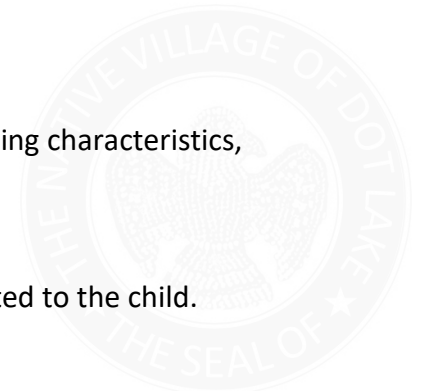 THE NATIVE VILLAGE OF DOT LAKE
ing characteristics,
ted to the child.
THE SEAL OF